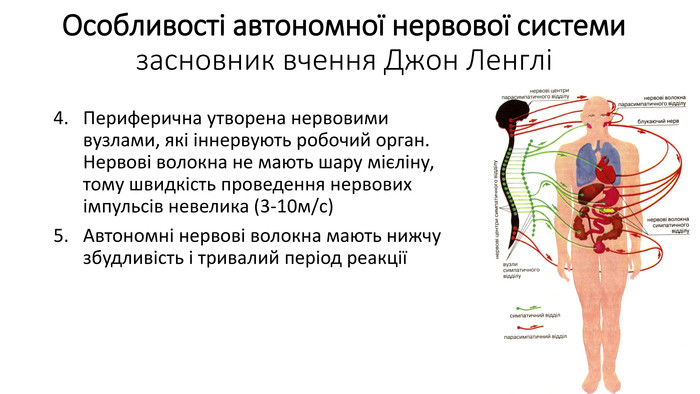 Особливості автономної нервової системи
засновник вчення Джон Ленглі
4. Периферична утворена нервовими
вузлами, які іннервують робочий орган.
Нервові волокна не мають шару мієліну,
тому швидкість проведення нервових
імпульсів невелика (3-10м/с)
5. Автономні нервові волокна мають нижчу
збудливість і тривалий період реакції
нервові центри
парасимпатичного відділу
нервові волокна
парасимпатичного відділу
блукаючий нерв
нервові центри симпатичного відділу
нервові волокна
симпатичного
відділу
вузли
симпатичного
відділу
симпатичний відділ
парасимпатичний відділ